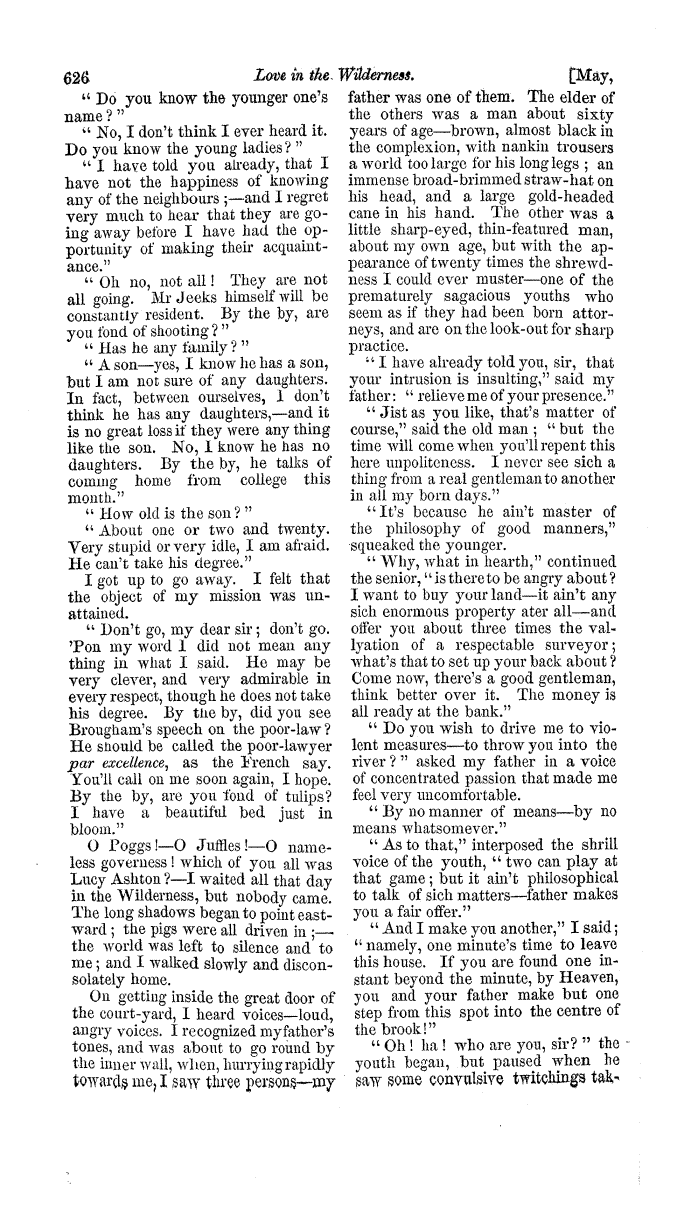 626 Love in the Wilderness. [May,
“ Do you know the younger one's
name ? ”
“ No, I don't think I ever heard it.
Do you know the young ladies ? ”
“ I have told you already, that I
have not the happiness of knowing
any of the neighbours ;—and I regret
very much to hear that they are go-
ing away before I have had the op-
portunity of making their acquaint-
ance.”
“ Oh no, not all ! They are not
all going. Mr Jeeks himself will be
constantly resident. By the by, are
you fond of shooting ? ”
“ Has he any family ? ”
“ A son—yes, I know he has a son,
but I am not sure of any daughters.
In fact, between ourselves, I don't
think he has any daughters,—and it
is no great loss if they were any thing
like the son. No, I know he has no
daughters. By the by, he talks of
coming home from college this
month.”
“ How old is the son ? ”
“ About one or two and twenty.
Very stupid or very idle, I am afraid.
He can't take his degree.”
I got up to go away. I felt that
the object of my mission was un-
attained.
“ Don't go, my dear sir ; don't go.
'Pon my word I did not mean any
thing in what I said. He may be
very clever, and very admirable in
every respect, though he does not take
his degree. By the by, did you see
Brougham's speech on the poor-law ?
He should be called the poor-lawyer
par excellence, as the French say.
You'll call on me soon again, I hope.
By the by, are you fond of tulips?
I have a beautiful bed just in
bloom.”
O Poggs !—O Juffles !—O name-
less governess ! which of you all was
Lucy Ashton ?—I waited all that day
in the Wilderness, but nobody came.
The long shadows began to point east-
ward ; the pigs were all driven in ;—
the world was left to silence and to
me ; and I walked slowly and discon-
solately home.
On getting inside the great door of
the court-yard, I heard voices—loud,
angry voices. I recognized my father's
tones, and was about to go round by
the inner wall, when, hurrying rapidly
towards me, I saw three persons—my
father was one of them. The elder of
the others was a man about sixty
years of age—brown, almost black in
the complexion, with nankin trousers
a world too large for his long legs ; an
immense broad-brimmed straw-hat on
his head, and a large gold-headed
cane in his hand. The other was a
little sharp-eyed, thin-featured man,
about my own age, but with the ap-
pearance of twenty times the shrewd-
ness I could ever muster—one of the
prematurely sagacious youths who
seem as if they had been born attor-
neys, and are on the look-out for sharp
practice.
“ I have already told you, sir, that
your intrusion is insulting,” said my
father: “ relieve me of your presence.”
“ Jist as you like, that's matter of
course,” said the old man ; “ but the
time will come when you'll repent this
here unpoliteness. I never see sich a
thing from a real gentleman to another
in all my born days.”
“ It's because he ain't master of
the philosophy of good manners,”
squeaked the younger.
“ Why, what in hearth,” continued
the senior, “ is there to be angry about ?
I want to buy your land—it ain't any
sich enormous property ater all—and
offer you about three times the val-
lyation of a respectable surveyor ;
what's that to set up your back about ?
Come now, there's a good gentleman,
think better over it. The money is
all ready at the bank.”
“ Do you wish to drive me to vio-
lent measures—to throw you into the
river ? ” asked my father in a voice
of concentrated passion that made me
feel very uncomfortable.
“ By no manner of means—by no
means whatsomever.”
“ As to that,” interposed the shrill
voice of the youth, “ two can play at
that game ; but it ain't philosophical
to talk of sich matters—father makes
you a fair offer.”
“ And I make you another,” I said ;
“ namely, one minute's time to leave
this house. If you are found one in-
stant beyond the minute, by Heaven,
you and your father make but one
step from this spot into the centre of
the brook!”
“ Oh ! ha ! who are you, sir? ” the
youth began, but paused when he
saw some convulsive twitchings tak-